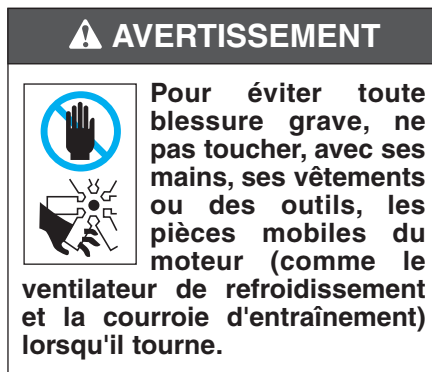 AVERTISSEMENT
Pour éviter toute
blessure grave, ne
pas toucher, avec ses
mains, ses vêtements
ou des outils, les
pièces mobiles du
moteur (comme le
ventilateur de refroidissement
et la courroie d'entraînement)
lorsqu'il tourne.